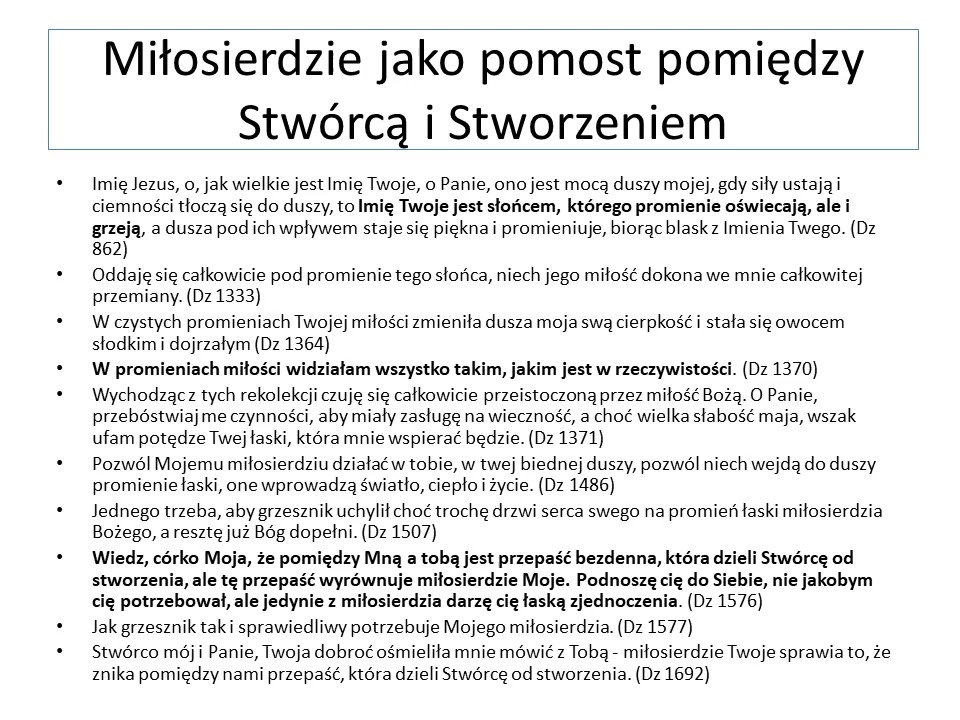 Miłosierdzie jako pomost pomiędzy
Stwórcą i Stworzeniem
• Imię Jezus, o, jak wielkie jest Imię Twoje, o Panie, ono jest mocą duszy mojej, gdy siły ustają i
ciemności tłoczą się do duszy, to Imię Twoje jest słońcem, którego promienie oświecają, ale i
grzeją, a dusza pod ich wpływem staje się piękna i promieniuje, biorąc blask z Imienia Twego. (Dz
862)
• Oddaję się całkowicie pod promienie tego słońca, niech jego miłość dokona we mnie całkowitej
przemiany. (Dz 1333)
• W czystych promieniach Twojej miłości zmieniła dusza moja swą cierpkość i stała się owocem
słodkim i dojrzałym (Dz 1364)
• W promieniach miłości widziałam wszystko takim, jakim jest w rzeczywistości. (Dz 1370)
• Wychodząc z tych rekolekcji czuję się całkowicie przeistoczoną przez miłość Bożą. O Panie,
przebóstwiaj me czynności, aby miały zasługę na wieczność, a choć wielka słabość maja, wszak
ufam potędze Twej łaski, która mnie wspierać będzie. (Dz 1371)
• Pozwól Mojemu miłosierdziu działać w tobie, w twej biednej duszy, pozwól niech wejdą do duszy
promienie łaski, one wprowadzą światło, ciepło i życie. (Dz 1486)
• Jednego trzeba, aby grzesznik uchylił choć trochę drzwi serca swego na promień łaski miłosierdzia
Bożego, a resztę już Bóg dopełni. (Dz 1507)
• Wiedz, córko Moja, że pomiędzy Mną a tobą jest przepaść bezdenna, która dzieli Stwórcę od
stworzenia, ale tę przepaść wyrównuje miłosierdzie Moje. Podnoszę cię do Siebie, nie jakobym
cię potrzebował, ale jedynie z miłosierdzia darzę cię łaską zjednoczenia. (Dz 1576)
• Jak grzesznik tak i sprawiedliwy potrzebuje Mojego miłosierdzia. (Dz 1577)
• Stwórco mój i Panie, Twoja dobroć ośmieliła mnie mówić z Tobą - miłosierdzie Twoje sprawia to, że
znika pomiędzy nami przepaść, która dzieli Stwórcę od stworzenia. (Dz 1692)